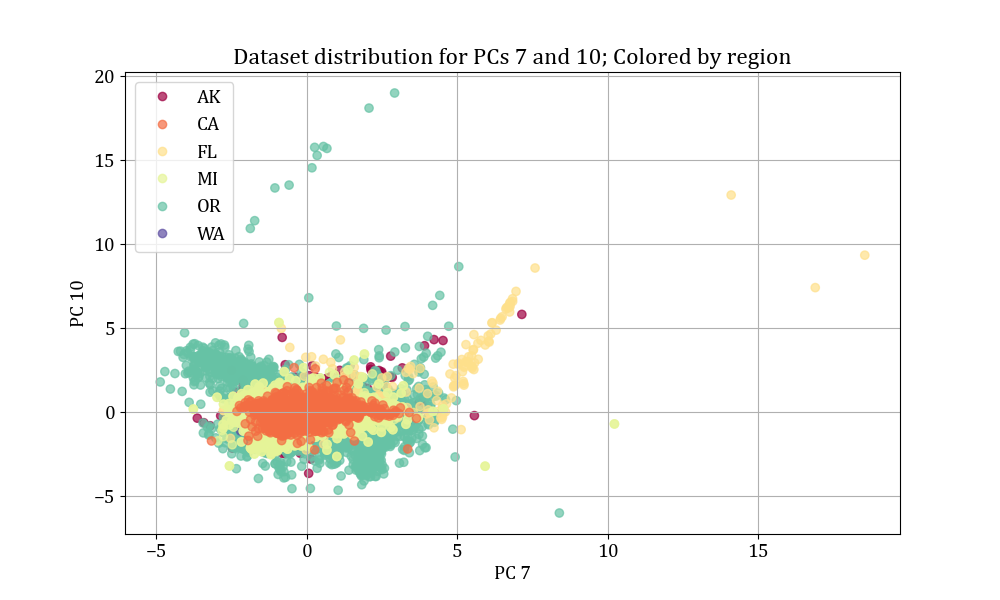 Dataset distribution for PCs 7 and 10; Colored by region
20
15
10
5
0
−5
PC 10
AK
CA
FL
MI
OR
WA
−5 0 5 10 15
PC 7